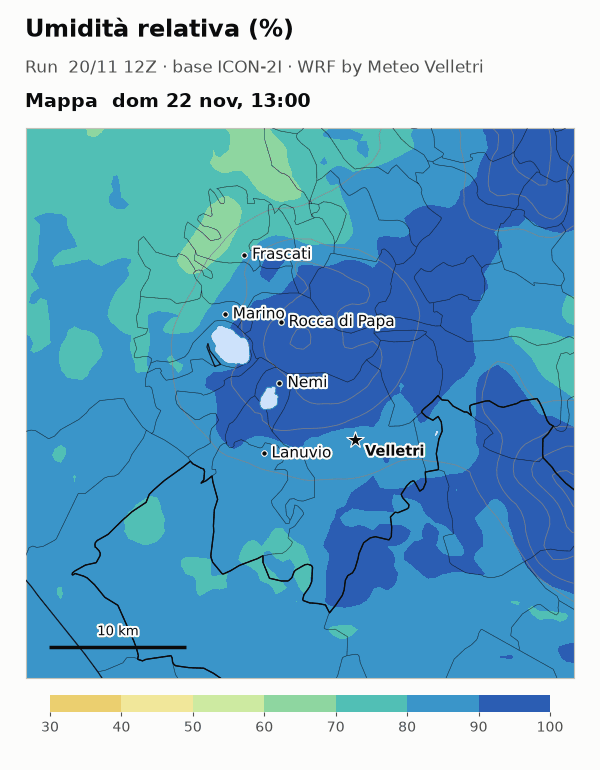 Umidità relativa (%)
Run 20/11 12Z · base ICON-2I · WRF by Meteo Velletri
Mappa dom 22 nov, 13:00
Frascati
Marino
Rocca di Papa
Nemi
Velletri
Lanuvio
10 km
30 40 50 60 70 80 90 100